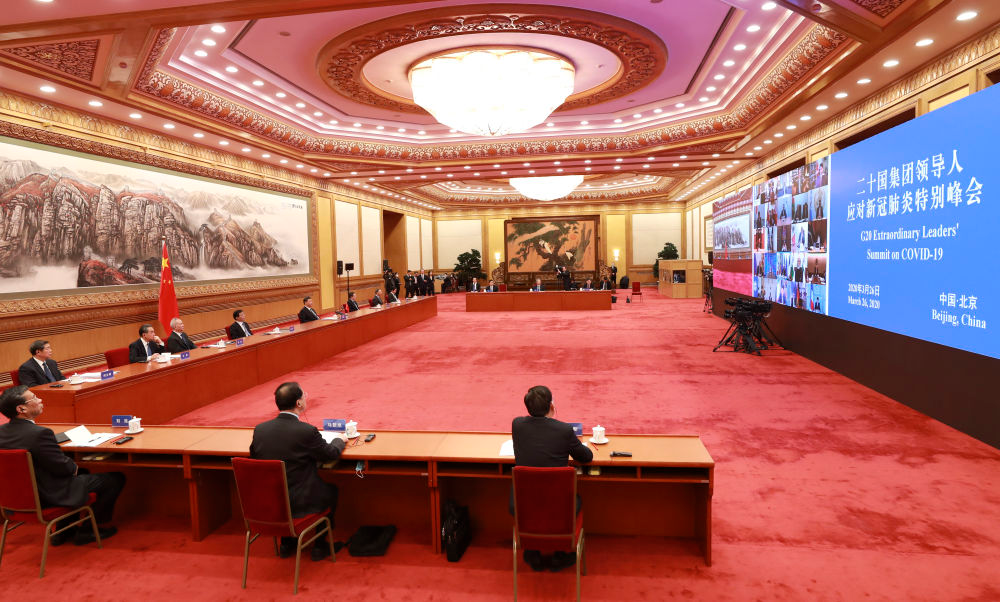 二十国集团领导人
应对新冠肺炎特别峰会
G20 Extraordinary Leaders'
Summit on COVID-19
2020年3月26日
March 26, 2020
中国·北京
Beijing, China